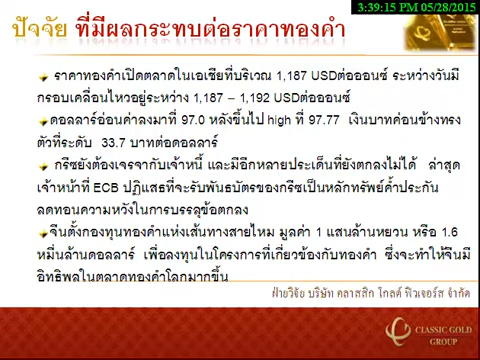 3:39:15 PM 05/28/2015
ปัจจัย ที่มีผลกระทบต่อราคาทองคำ
ราคาทองคำเปิดตลาดในเอเชียที่บริเวณ 1,187 USDต่อออนซ์ ระหว่างวันมี
กรอบเคลื่อนไหวอยู่ระหว่าง 1,187 – 1,192 USDต่อออนซ์
ดอลลาร์อ่อนค่าลงมาที่ 97.0 หลังขึ้นไป high ที่ 97.77 เงินบาทค่อนข้างทรง
ตัวที่ระดับ 33.7 บาทต่อดอลลาร์
กรีซยังต้องเจรจากับเจ้าหนี้ และมีอีกหลายประเด็นที่ยังตกลงไม่ได้ ล่าสุด
เจ้าหน้าที่ ECB ปฏิเสธที่จะรับพันธบัตรของกรีซเป็นหลักทรัพย์ค้ำประกัน
ลดทอนความหวังในการบรรลุข้อตกลง
จีนตั้งกองทุนทองคำแห่งเส้นทางสายไหม มูลค่า 1 แสนล้านหยวน หรือ 1.6
หมื่นล้านดอลลาร์ เพื่อลงทุนในโครงการที่เกี่ยวข้องกับทองคำ ซึ่งจะทำให้จีนมี
อิทธิพลในตลาดทองคำโลกมากขึ้น
ฝ่ายวิจัย บริษัท คลาสสิก โกลด์ ฟิวเจอร์ส จำกัด
CLASSIC GOLD
GROUP